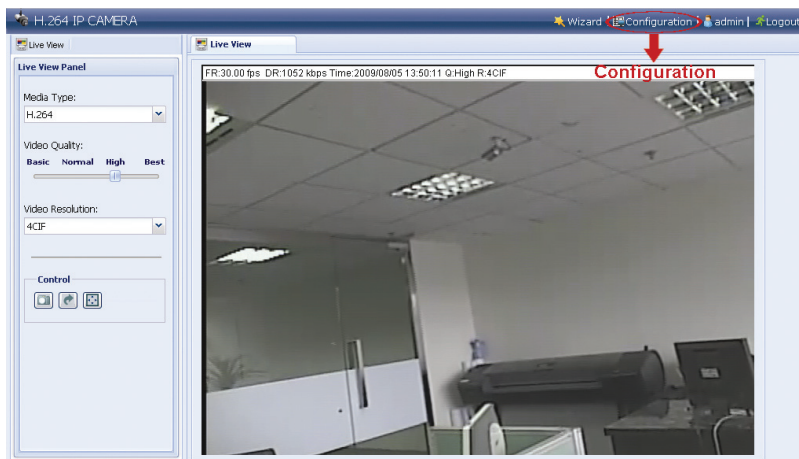 H.264 IP CAMERA
Wizard | Configuration | admin | Logout
Live View
Live View
Live View Panel
FR:30.00 fps DR:1052 kbps Time:2009/08/05 13:50:11 Q:High R:4CIF
Configuration
Media Type:
H.264
Video Quality:
Basic Normal High Best
Video Resolution:
4CIF
Control